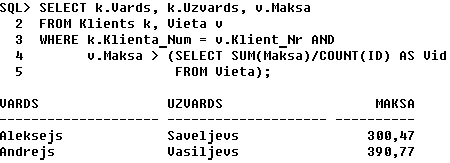 SQL> SELECT k.Vards, k.Uzvards, v.Maksa
2 FROM Klients k, Vieta v
3 WHERE k.Klienta_Num = v.Klient_Nr AND
4 v.Maksa > (SELECT SUM(Maksa)/COUNT(ID) AS Vid
5 FROM Vieta);
VARDS UZVARDS MAKSA
-------------------- -------------------- ----------
Aleksejs Saveljevs 300,47
Andrejs Vasiljevs 390,77